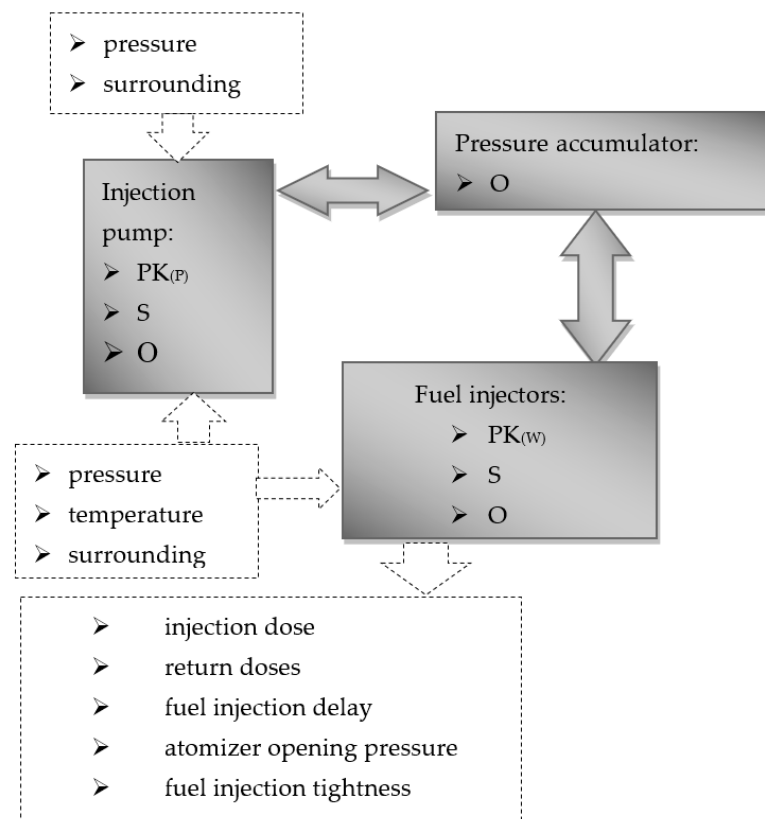 ➢ pressure
➢ surrounding
Injection
pump:
➢ PK(P)
➢ S
➢ O
Pressure accumulator:
➢ O
Fuel injectors:
➢ PK(W)
➢ S
➢ O
➢ pressure
➢ temperature
➢ surrounding
➢ injection dose
➢ return doses
➢ fuel injection delay
➢ atomizer opening pressure
➢ fuel injection tightness